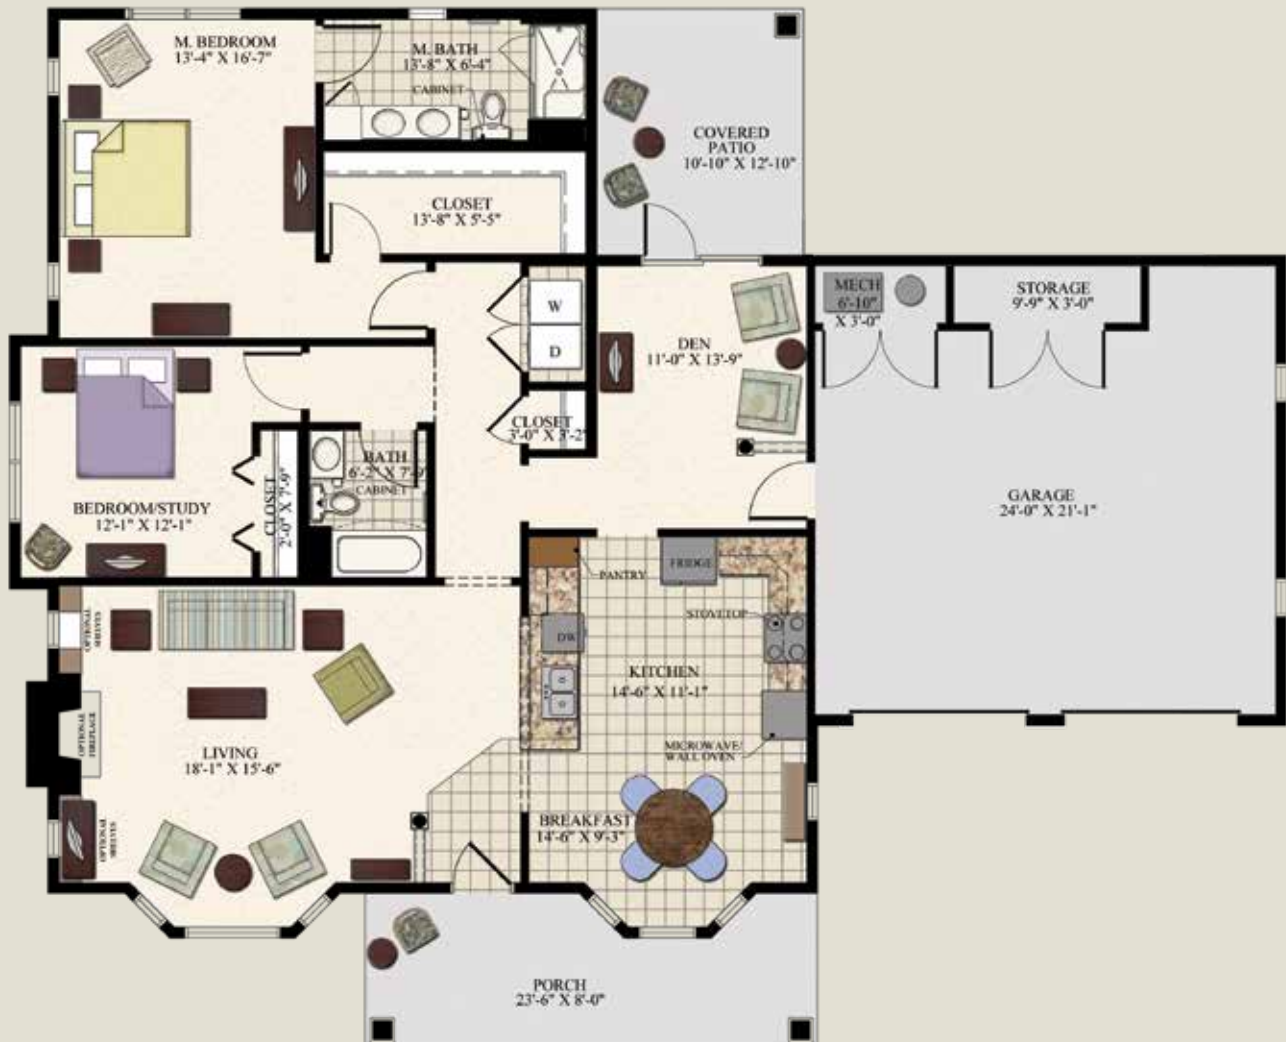 M. BEDROOM
13'-4" X 16'-7"
M. BATH
13'-8" X 6'-4"
CABINET
COVERED
PATIO
10'-10" X 12'-10"
CLOSET
13'-8" X 5'-5"
W
D
DEN
11'-0" X 13'-9"
MECH
6'-10"
X 3'-0"
STORAGE
9'-9" X 3'-0"
CLOSET
3'-0" X 3'-2"
BATH
6'-2" X 7'-9"
CABINET
CLOSET
2'-0" X 7'-9"
BEDROOM/STUDY
12'-1" X 12'-1"
GARAGE
24'-0" X 21'-1"
PANTRY
FRIDGE
STOVETOP
DW
KITCHEN
14'-6" X 11'-1"
MICROWAVE/
WALL OVEN
OPTIONAL
SHELVES
OPTIONAL
FIREPLACE
LIVING
18'-1" X 15'-6"
OPTIONAL
SHELVES
BREAKFAST
14'-6" X 9'-3"
PORCH
23'-6" X 8'-0"